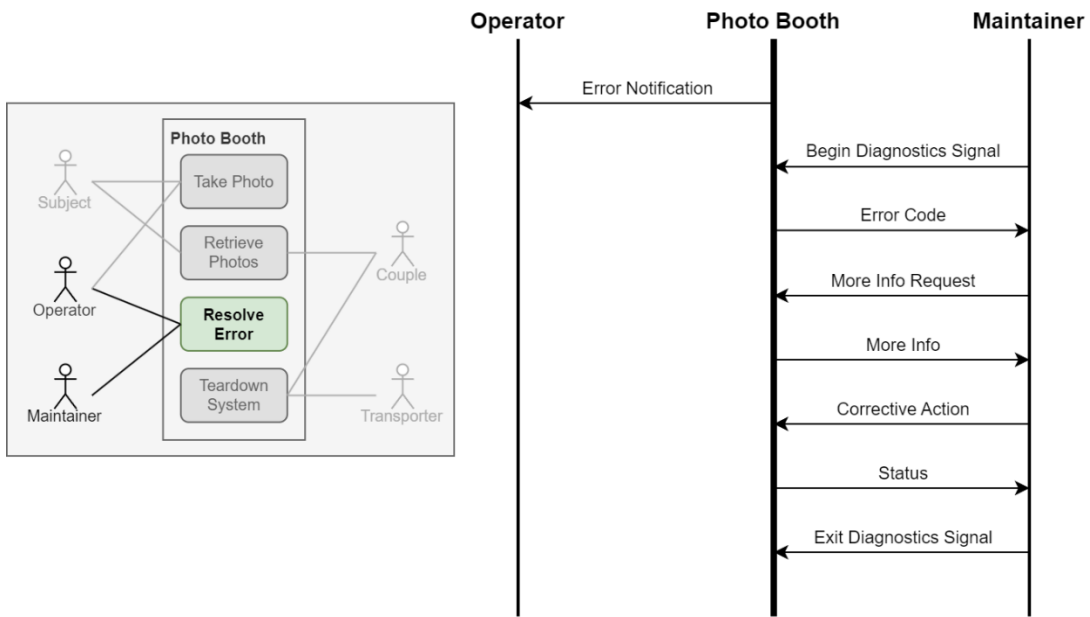 Photo Booth
Take Photo
Subject
Retrieve
Photos
Couple
Operator
Resolve
Error
Maintainer
Teardown
System
Transporter
Operator
Photo Booth
Maintainer
Error Notification
Begin Diagnostics Signal
Error Code
More Info Request
More Info
Corrective Action
Status
Exit Diagnostics Signal